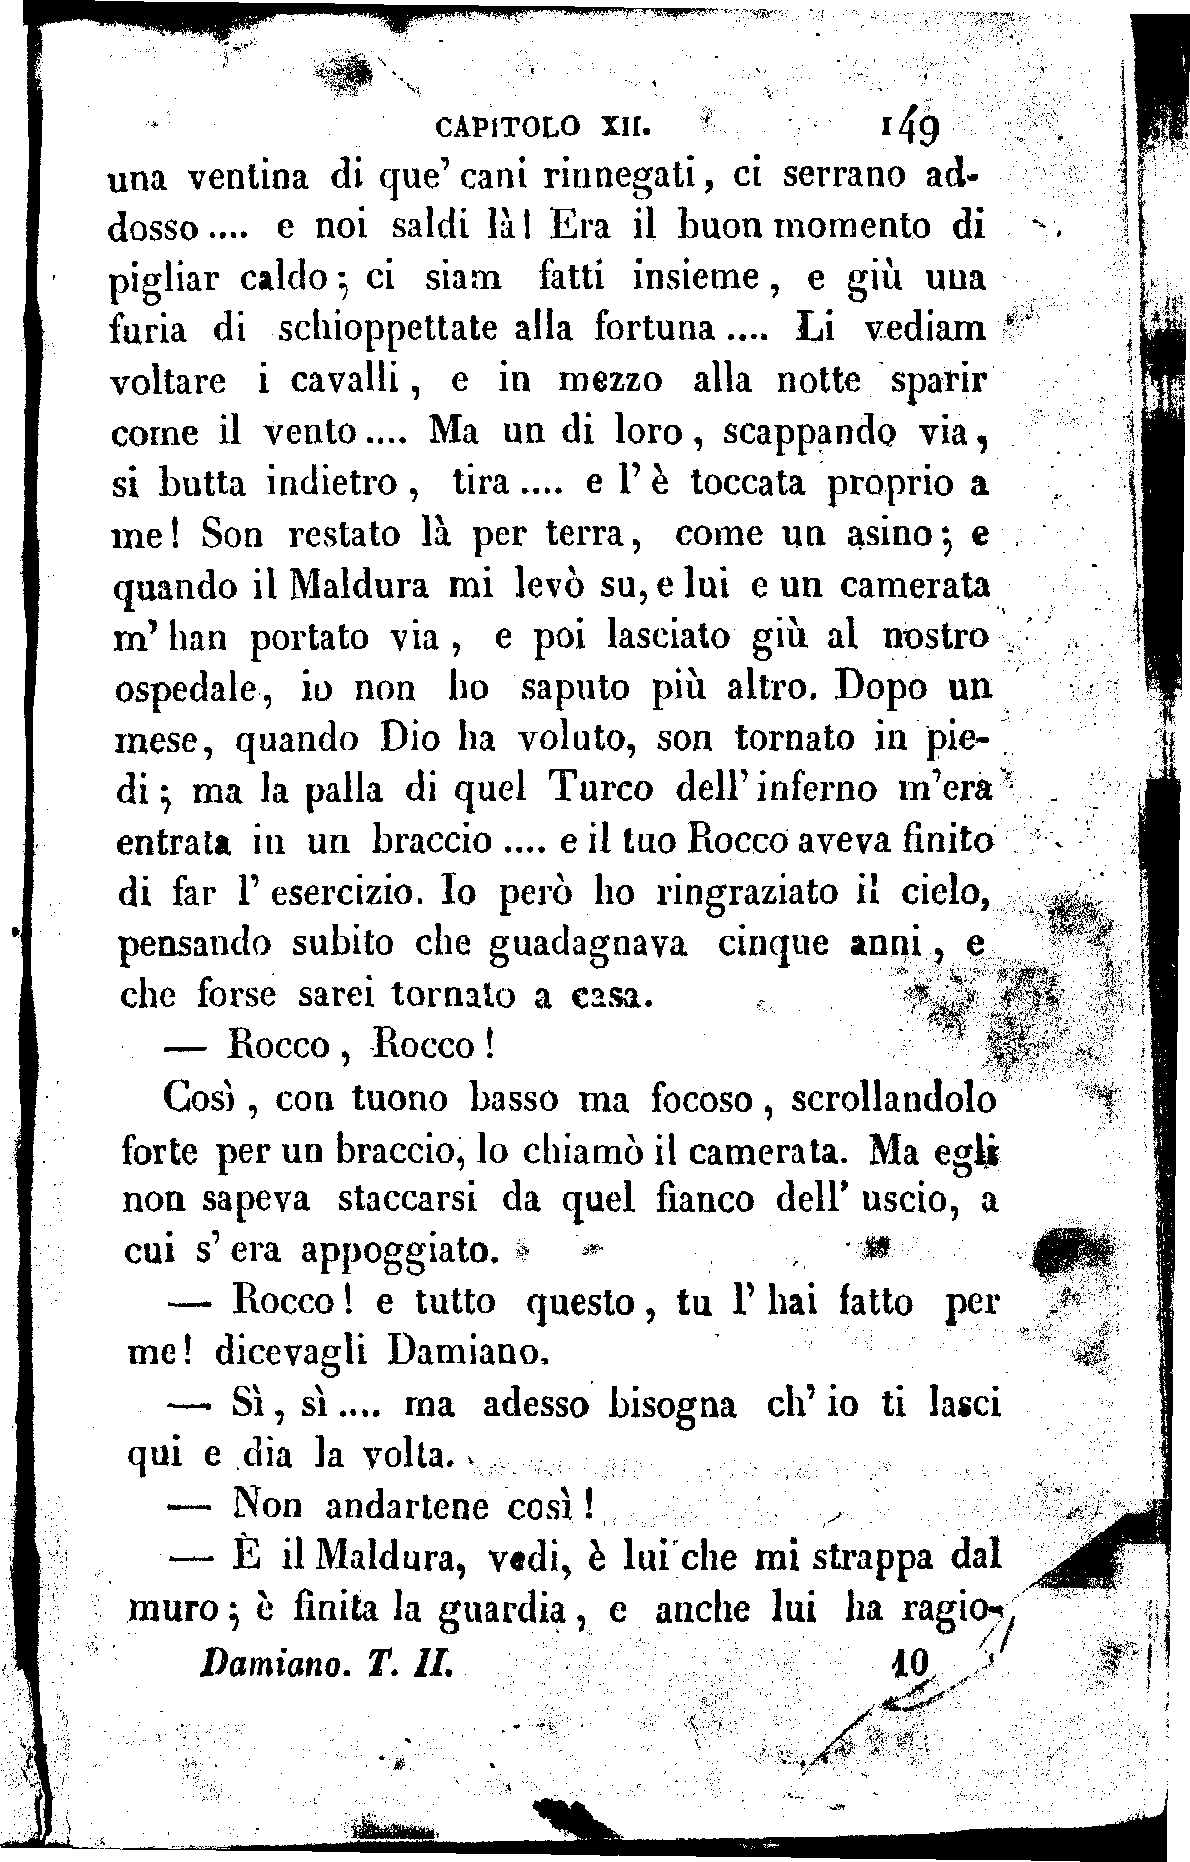 CAPITOLO XII. 149
una ventina di que' cani rinnegati, ci serrano ad-
dosso.... e noi saldi là! Era il buon momento di
pigliar caldo; ci siam fatti insieme, e giù una
furia di schioppettate alla fortuna.... Li vediam
voltare i cavalli, e in mezzo alla notte sparir
come il vento.... Ma un di loro, scappando via,
si butta indietro, tira.... e l'è toccata proprio a
me! Son restato là per terra, come un asino; e
quando il Maldura mi levò su, e lui e un camerata
m' han portato via, e poi lasciato giù al nostro
ospedale, io non ho saputo più altro. Dopo un
mese, quando Dio ha voluto, son tornato in pie-
di; ma la palla di quel Turco dell' inferno m'era
entrata in un braccio.... e il tuo Rocco aveva finito
di far l' esercizio. Io però ho ringraziato il cielo,
pensando subito che guadagnava cinque anni, e
che forse sarei tornato a casa.
— Rocco, Rocco!
Così, con tuono basso ma focoso, scrollandolo
forte per un braccio, lo chiamò il camerata. Ma egli
non sapeva staccarsi da quel fianco dell' uscio, a
cui s' era appoggiato.
— Rocco! e tutto questo, tu l' hai fatto per
me! dicevagli Damiano.
— Sì, sì.... ma adesso bisogna ch' io ti lasci
qui e dia la volta.
— Non andartene così!
— È il Maldura, vedi, è lui che mi strappa dal
muro; è finita la guardia, e anche lui ha ragio-
Damiano. T. II. 10